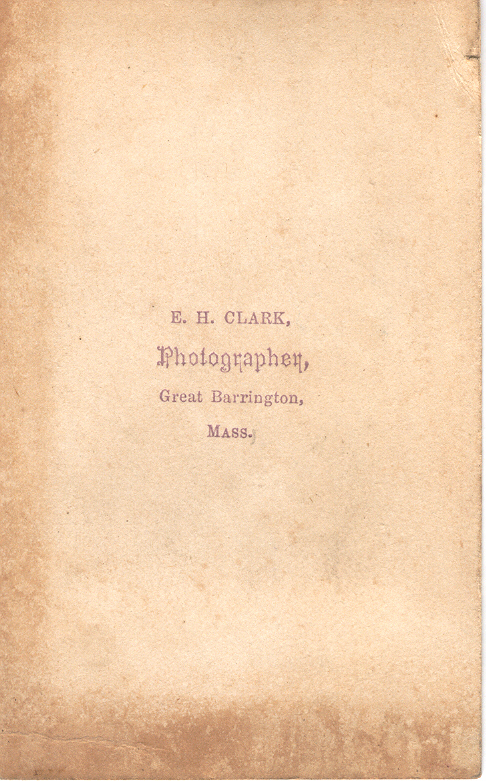 E. H. CLARK,
Photographer,
Great Barrington,
MASS.